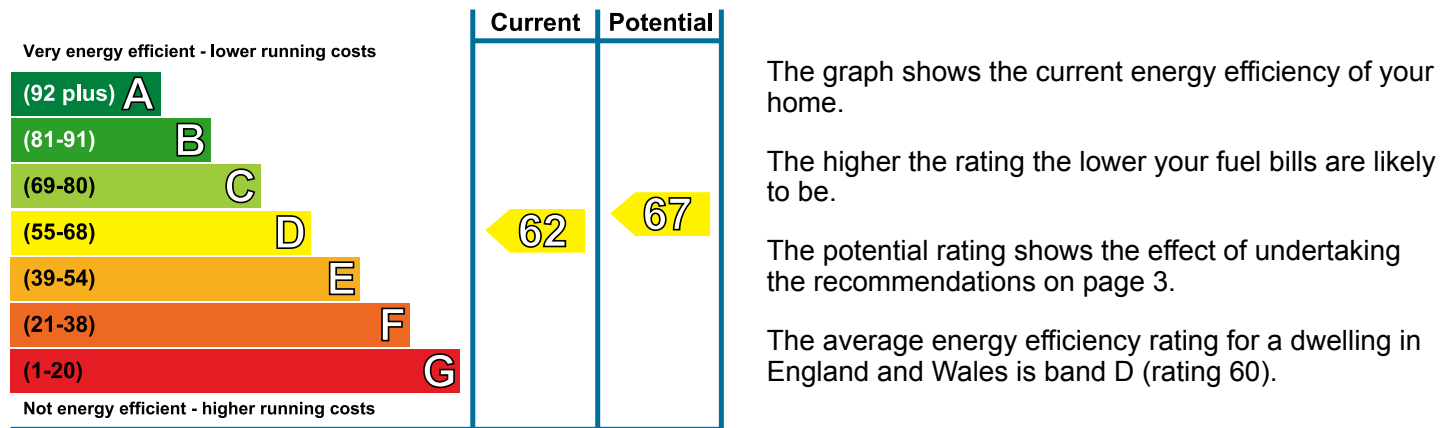 Current Potential
Very energy efficient - lower running costs
(92 plus) A
(81-91) B
(69-80) C
(55-68) D
(39-54) E
(21-38) F
(1-20) G
Not energy efficient - higher running costs
62
67
The graph shows the current energy efficiency of your
home.
The higher the rating the lower your fuel bills are likely
to be.
The potential rating shows the effect of undertaking
the recommendations on page 3.
The average energy efficiency rating for a dwelling in
England and Wales is band D (rating 60).